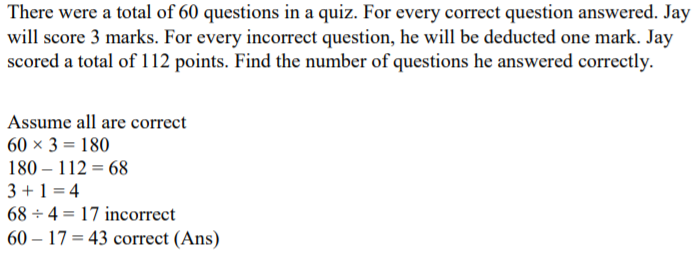 There were a total of 60 questions in a quiz. For every correct question answered. Jay
will score 3 marks. For every incorrect question, he will be deducted one mark. Jay
scored a total of 112 points. Find the number of questions he answered correctly.
Assume all are correct
60 × 3 = 180
180 – 112 = 68
3 + 1 = 4
68 ÷ 4 = 17 incorrect
60 – 17 = 43 correct (Ans)